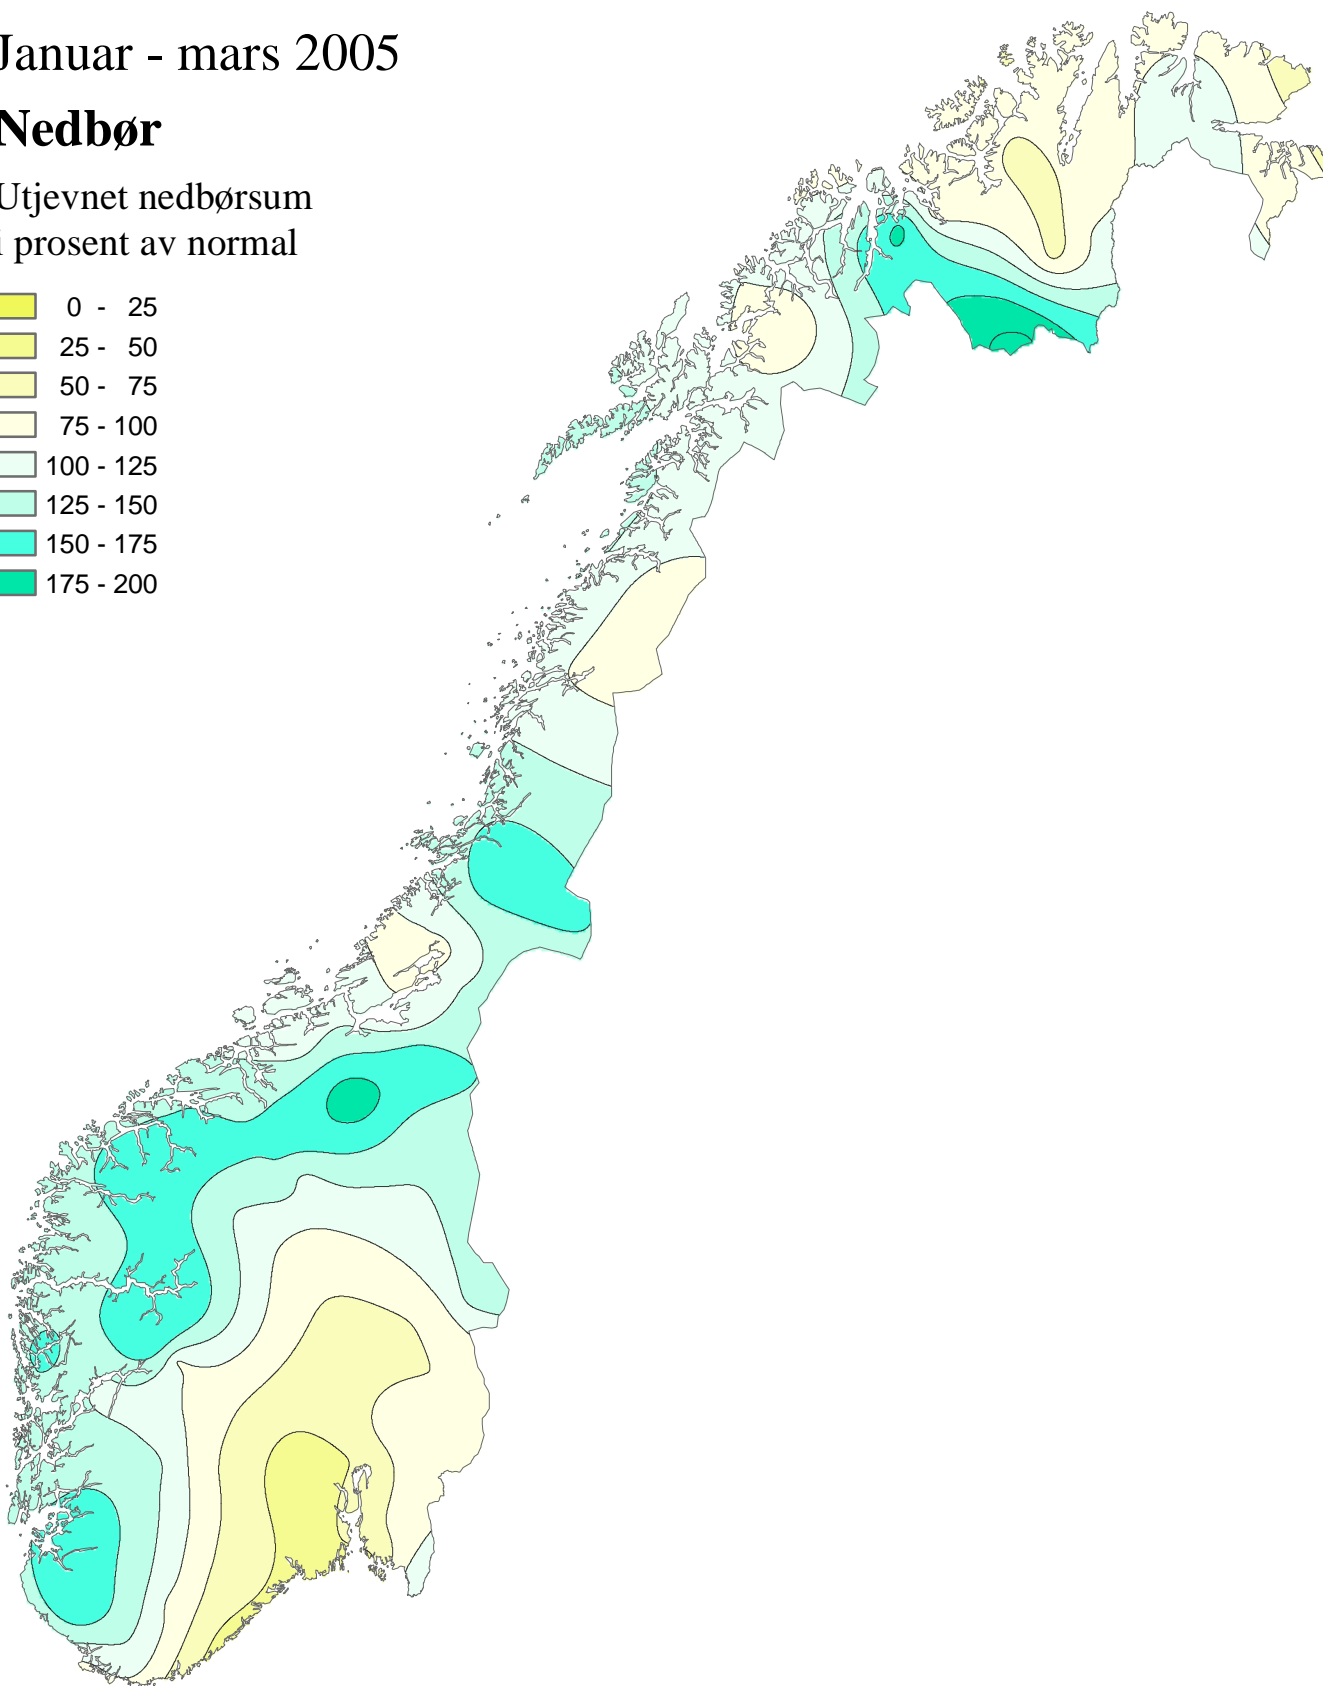 Januar - mars 2005
Nedbør
Utjevnet nedbørsum
i prosent av normal
0 - 25
25 - 50
50 - 75
75 - 100
100 - 125
125 - 150
150 - 175
175 - 200